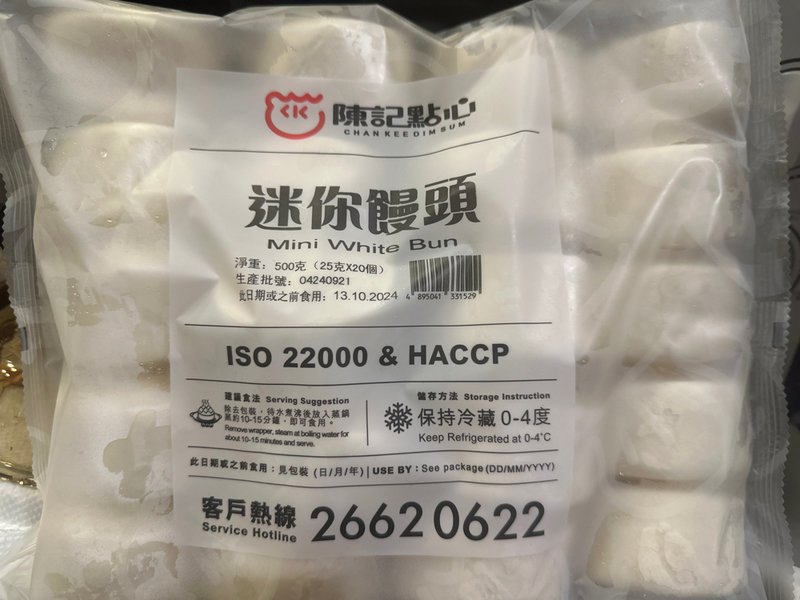 陳記點心
CHAN KEE DIM SUM
迷你饅頭
Mini White Bun
淨重：500克（25克X20個）
生產批號：04240921
此日期或之前食用：13.10.2024
4 895041 331529
ISO 22000 & HACCP
建議食法 Serving Suggestion
除去包裝，待水煮沸後放入蒸鍋
蒸約10-15分鐘，即可食用。
Remove wrapper, steam at boiling water for
about 10-15 minutes and serve.
儲存方法 Storage Instruction
保持冷藏 0-4度
Keep Refrigerated at 0-4°C
此日期或之前食用：見包裝 (日/月/年) | USE BY : See package (DD/MM/YYYY)
客戶熱線 2662 0622
Service Hotline